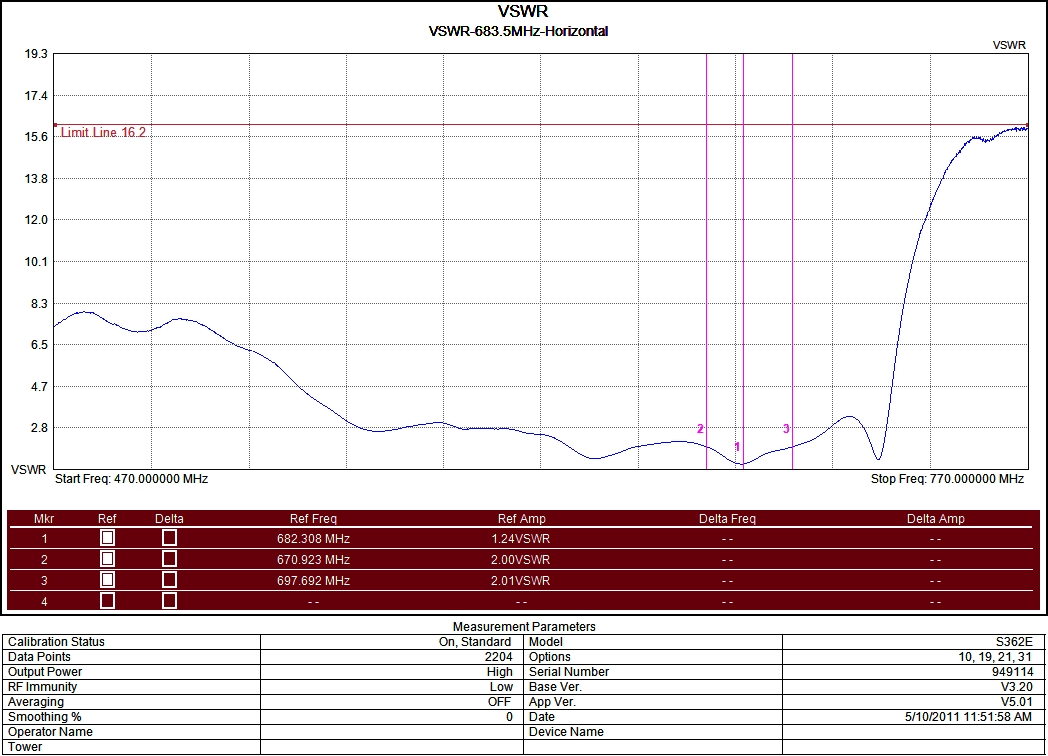 VSWR
VSWR-683.5MHz-Horizontal
VSWR
19.3
17.4
Limit Line 16.2
15.6
13.8
12.0
10.1
8.3
6.5
4.7
2.8
2
1
3
VSWR
Start Freq: 470.000000 MHz Stop Freq: 770.000000 MHz
Mkr Ref Delta Ref Freq Ref Amp Delta Freq Delta Amp
1 682.308 MHz 1.24VSWR -- --
2 670.923 MHz 2.00VSWR -- --
3 697.692 MHz 2.01VSWR -- --
4 -- -- -- --
Measurement Parameters
Calibration Status On, Standard Model S362E
Data Points 2204 Options 10, 19, 21, 31
Output Power High Serial Number 949114
RF Immunity Low Base Ver. V3.20
Averaging OFF App Ver. V5.01
Smoothing % 0 Date 5/10/2011 11:51:58 AM
Operator Name Device Name
Tower